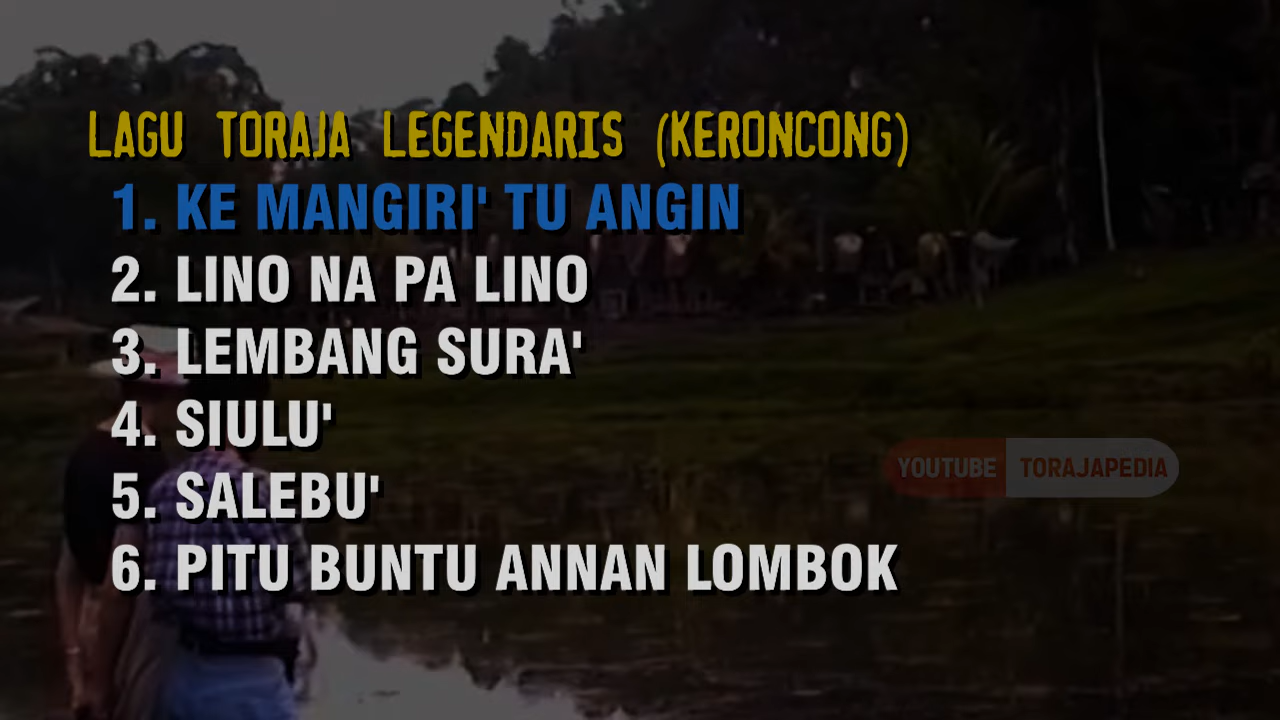 LAGU TORAJA LEGENDARIS (KERONCONG)
1. KE MANGIRI' TU ANGIN
2. LINO NA PA LINO
3. LEMBANG SURA'
4. SIULU'
5. SALEBU'
6. PITU BUNTU ANNAN LOMBOK
YOUTUBE TORAJAPEDIA